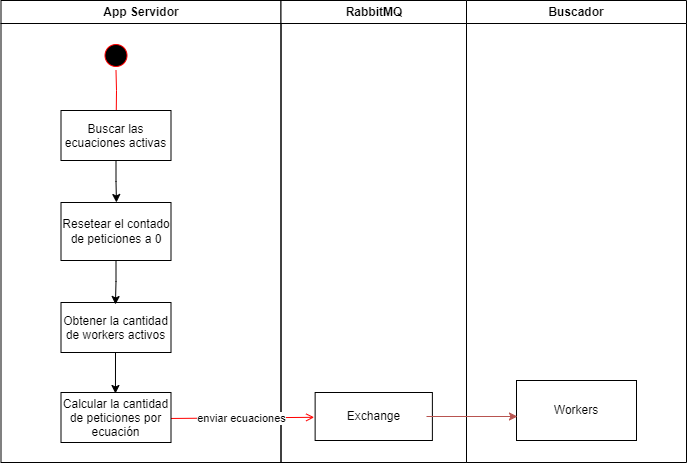 App Servidor
RabbitMQ
Buscador
Buscar las
ecuaciones activas
Resetear el contado
de peticiones a 0
Obtener la cantidad
de workers activos
Calcular la cantidad
de peticiones por
ecuación
enviar ecuaciones
Exchange
Workers